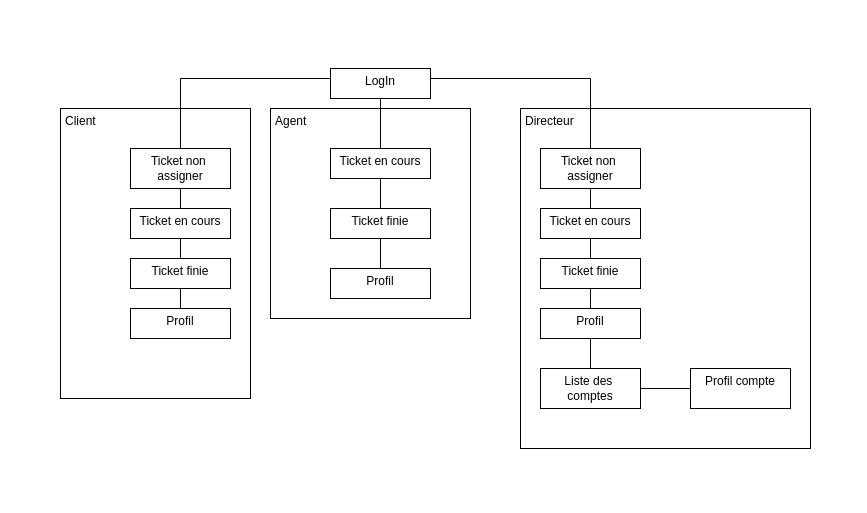 LogIn
Client
Ticket non
assigner
Ticket en cours
Ticket finie
Profil
Agent
Ticket en cours
Ticket finie
Profil
Directeur
Ticket non
assigner
Ticket en cours
Ticket finie
Profil
Liste des
comptes
Profil compte